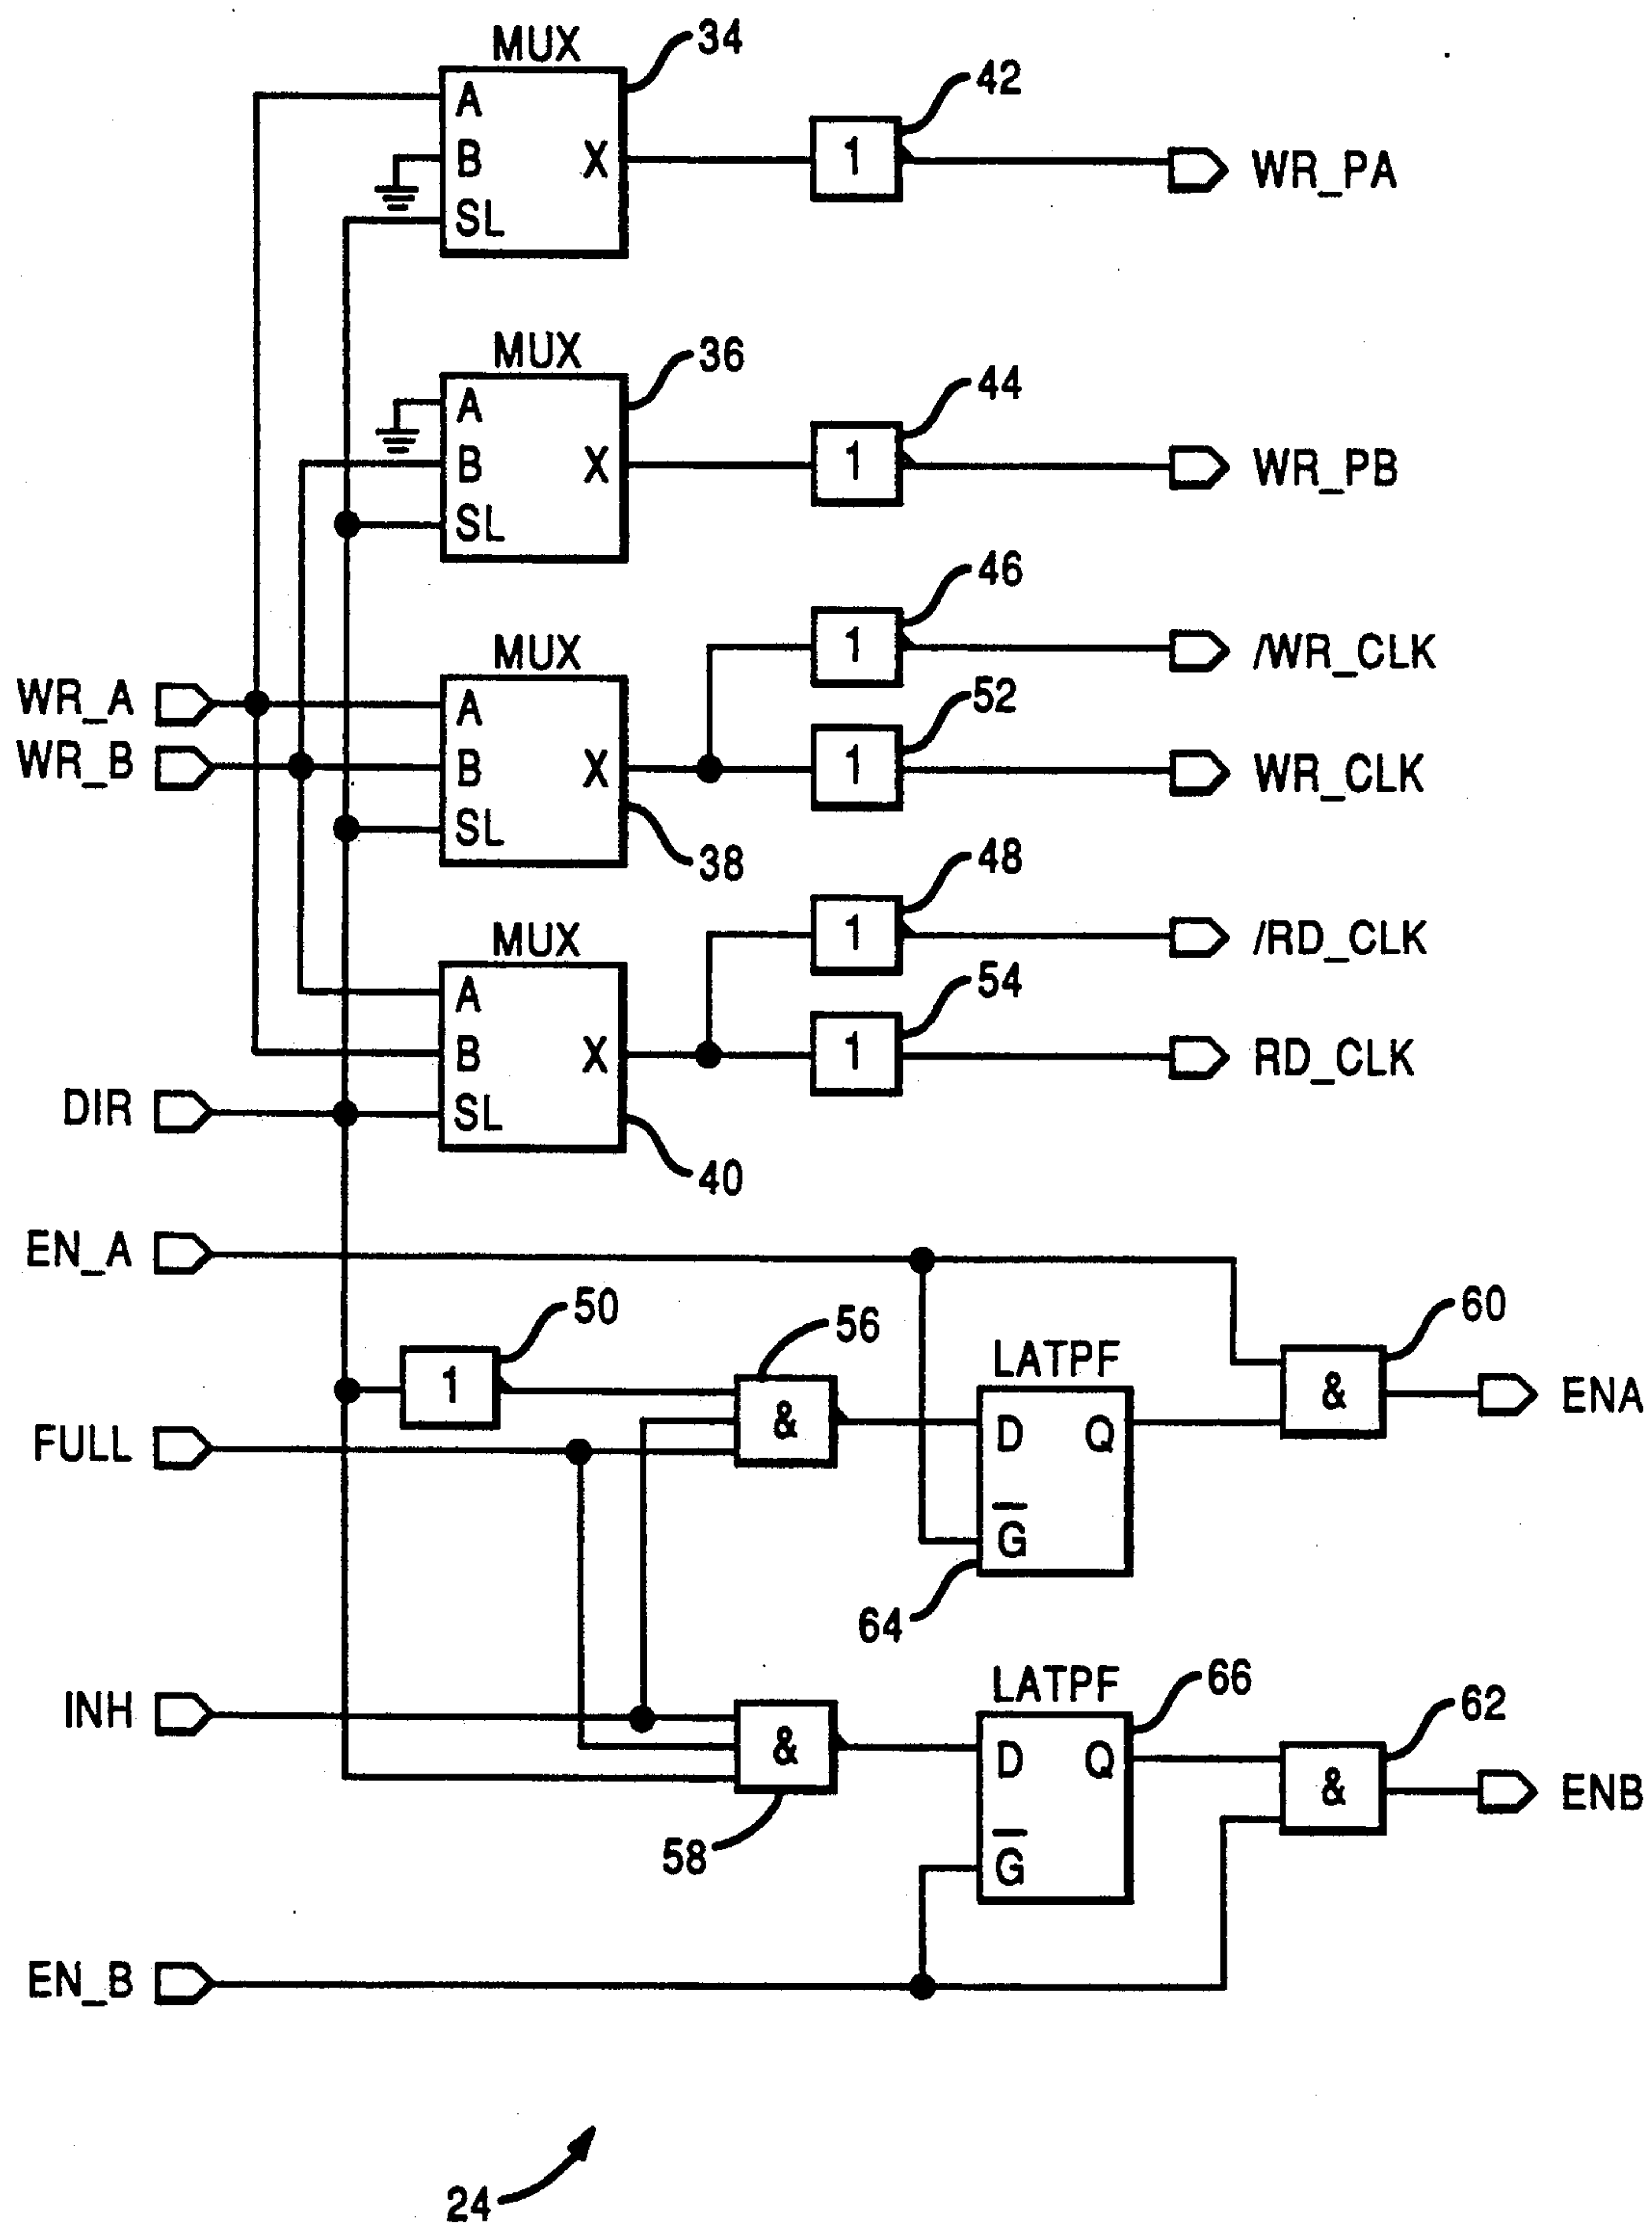 MUX 34
A
B X
SL
1 42
WR_PA
MUX 36
A
B X
SL
1 44
WR_PB
46
1 /WR_CLK
WR_A
WR_B
MUX
A
B X
SL
38
52
1 WR_CLK
48
1 /RD_CLK
MUX
A
B X
SL
40
54
1 RD_CLK
DIR
EN_A
50
1
56
&
LATPF
D Q
G
64
60
&
ENA
FULL
INH
&
58
LATPF 66
D Q
G
62
&
ENB
EN_B
24